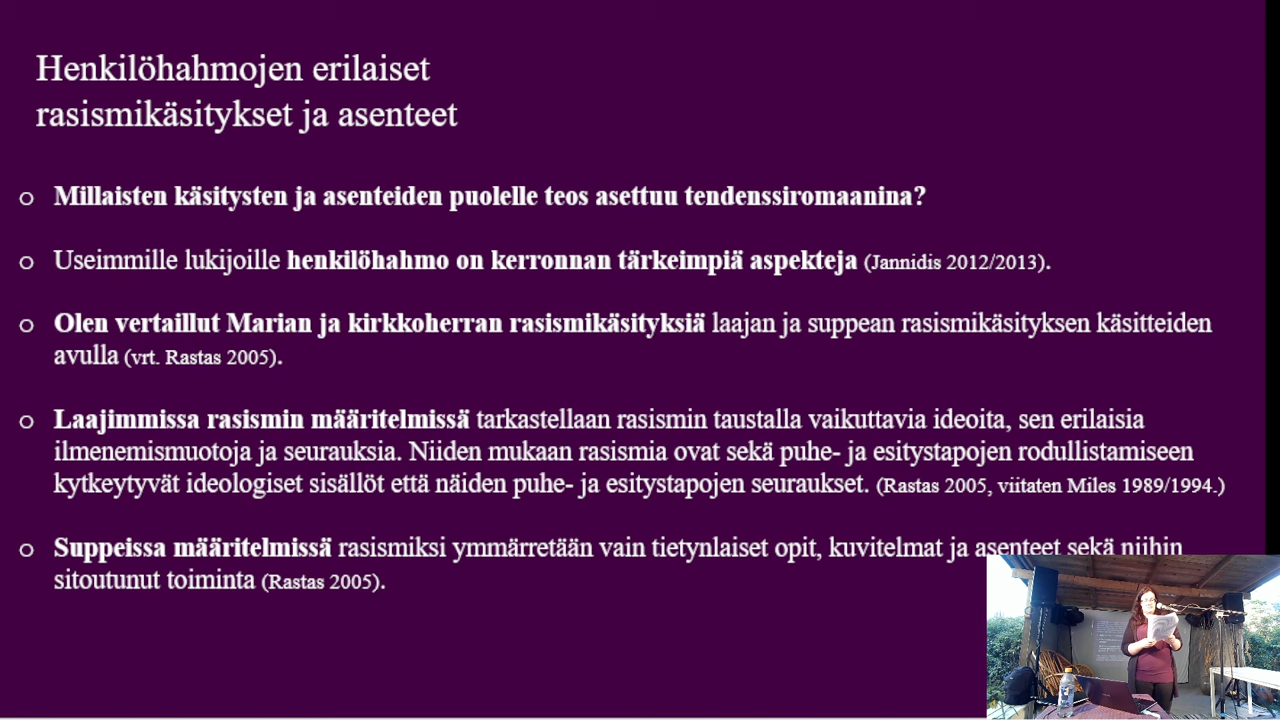 Henkilöhahmojen erilaiset
rasismikäsitykset ja asenteet
o Millaisten käsitysten ja asenteiden puolelle teos asettuu tendenssiromaanina?
o Useimmille lukijoille henkilöhahmo on kerronnan tärkeimpiä aspekteja (Jannidis 2012/2013).
o Olen vertaillut Marian ja kirkkoherran rasismikäsityksiä laajan ja suppean rasismikäsityksen käsitteiden
avulla (vrt. Rastas 2005).
o Laajimmissa rasismin määritelmissä tarkastellaan rasismin taustalla vaikuttavia ideoita, sen erilaisia
ilmenemismuotoja ja seurauksia. Niiden mukaan rasismia ovat sekä puhe- ja esitystapojen rodullistamiseen
kytkeytyvät ideologiset sisällöt että näiden puhe- ja esitystapojen seuraukset. (Rastas 2005, viitaten Miles 1989/1994.)
o Suppeissa määritelmissä rasismiksi ymmärretään vain tietynlaiset opit, kuvitelmat ja asenteet sekä niihin
sitoutunut toiminta (Rastas 2005).